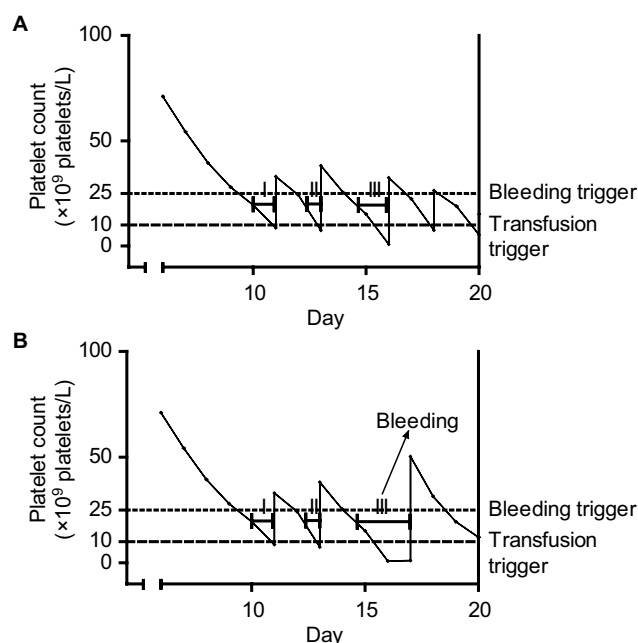 A
100
50
25
10
0
Platelet count
(×10⁹ platelets/L)
I
II
III
Bleeding trigger
Transfusion
trigger
10
15
20
Day
B
100
50
25
10
0
Platelet count
(×10⁹ platelets/L)
Bleeding
I
II
III
Bleeding trigger
Transfusion
trigger
10
15
20
Day